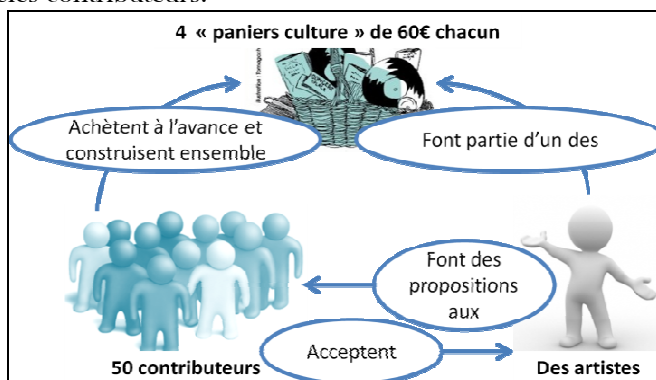 4 « paniers culture » de 60€ chacun
Achètent à l’avance et
construisent ensemble
Font partie d’un des
Font des
propositions
aux
Acceptent
50 contributeurs
Des artistes